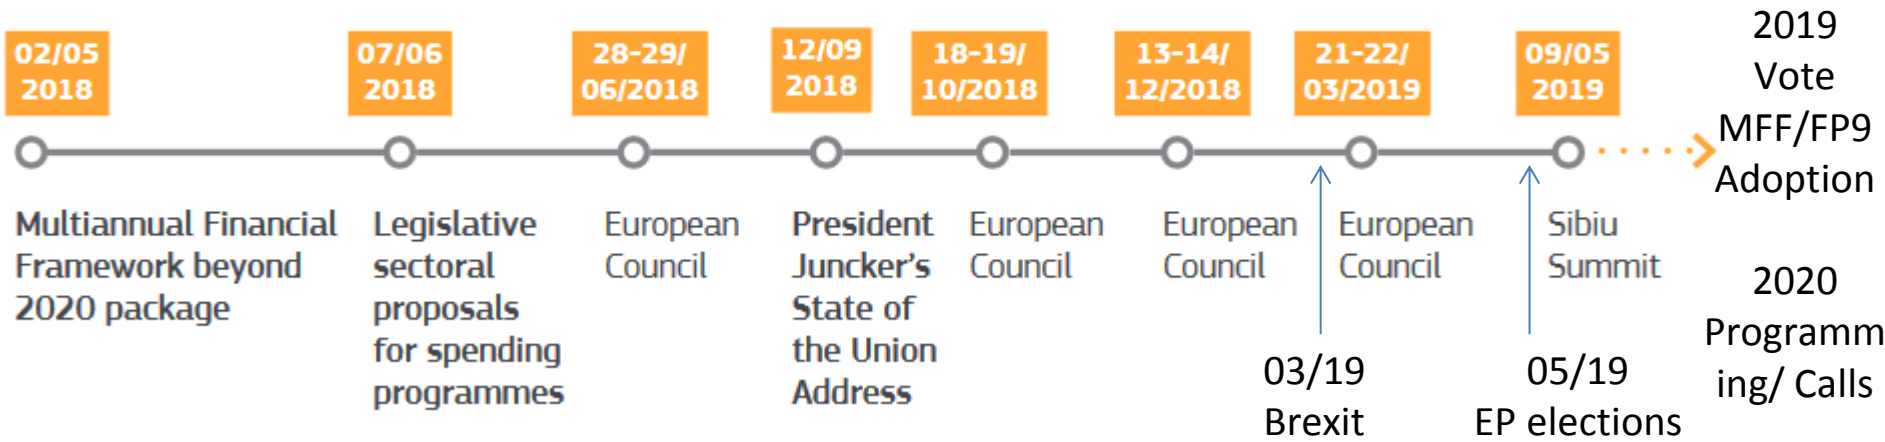 02/05
2018
07/06
2018
28-29/
06/2018
12/09
2018
18-19/
10/2018
13-14/
12/2018
21-22/
03/2019
09/05
2019
2019
Vote
MFF/FP9
Adoption
Multiannual Financial
Framework beyond
2020 package
Legislative
sectoral
proposals
for spending
programmes
European
Council
President
Juncker's
State of
the Union
Address
European
Council
European
Council
European
Council
Sibiu
Summit
03/19
Brexit
05/19
EP elections
2020
Programm
ing/ Calls